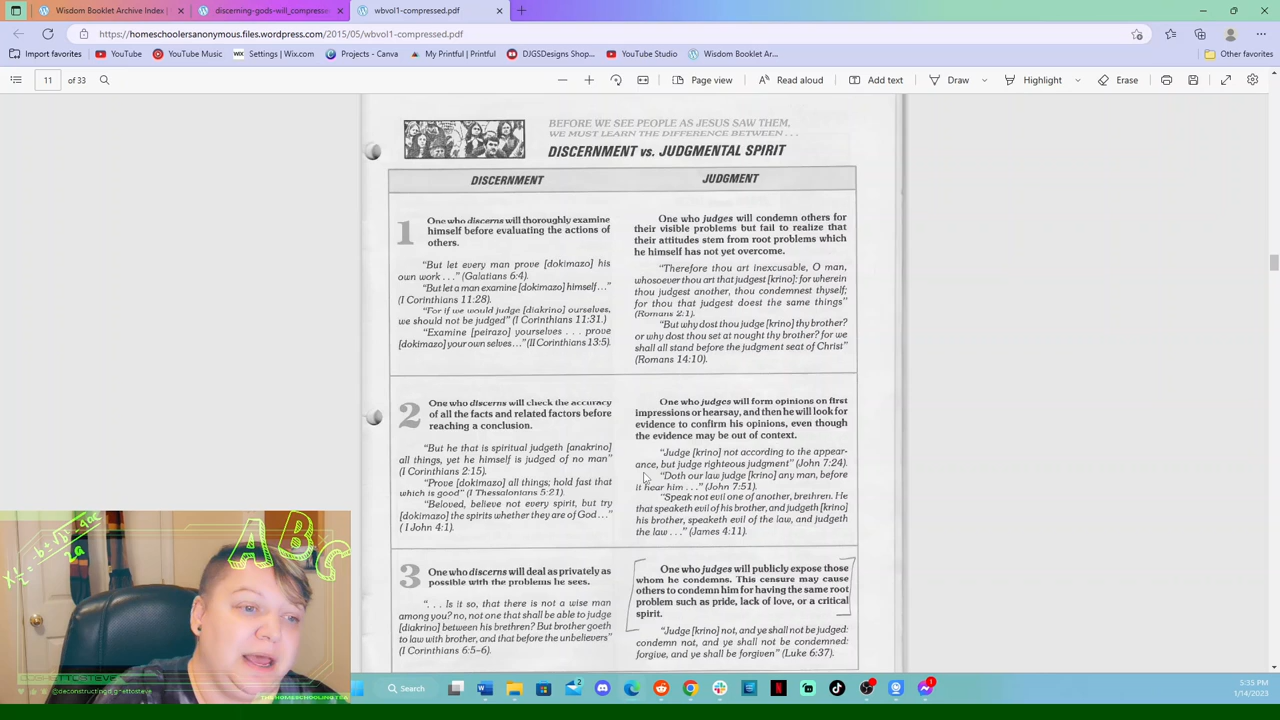 Wisdom Booklet Archive Index |
discerning-gods-will_compresse
wbvol1-compressed.pdf
https://homeschoolersanonymous.files.wordpress.com/2015/05/wbvol1-compressed.pdf
Import favorites
YouTube
YouTube Music
Settings | Wix.com
Projects - Canva
My Printful | Printful
DJGSDesigns Shop...
YouTube Studio
Wisdom Booklet Ar...
Other favorites
11 of 33
Page view
Read aloud
Add text
Draw
Highlight
Erase
BEFORE WE SEE PEOPLE AS JESUS SAW THEM,
WE MUST LEARN THE DIFFERENCE BETWEEN . . .
DISCERNMENT vs. JUDGMENTAL SPIRIT
DISCERNMENT
JUDGMENT
1
One who discerns will thoroughly examine
himself before evaluating the actions of
others.
"But let every man prove [dokimazo] his
own work . . ." (Galatians 6:4).
"But let a man examine [dokimazo] himself..."
(I Corinthians 11:28).
"For if we would judge [diakrino] ourselves,
we should not be judged" (I Corinthians 11:31.)
"Examine [peirazo] yourselves . . . prove
[dokimazo] your own selves..." (II Corinthians 13:5).
One who judges will condemn others for
their visible problems but fail to realize that
their attitudes stem from root problems which
he himself has not yet overcome.
"Therefore thou art inexcusable, O man,
whosoever thou art that judgest [krino]: for wherein
thou judgest another, thou condemnest thyself;
for thou that judgest doest the same things"
(Romans 2:1).
"But why dost thou judge [krino] thy brother?
or why dost thou set at nought thy brother? for we
shall all stand before the judgment seat of Christ"
(Romans 14:10).
2
One who discerns will check the accuracy
of all the facts and related factors before
reaching a conclusion.
"But he that is spiritual judgeth [anakrino]
all things, yet he himself is judged of no man"
(I Corinthians 2:15).
"Prove [dokimazo] all things; hold fast that
which is good" (I Thessalonians 5:21).
"Beloved, believe not every spirit, but try
[dokimazo] the spirits whether they are of God..."
( I John 4:1).
One who judges will form opinions on first
impressions or hearsay, and then he will look for
evidence to confirm his opinions, even though
the evidence may be out of context.
"Judge [krino] not according to the appear-
ance, but judge righteous judgment" (John 7:24).
"Doth our law judge [krino] any man, before
it hear him . . ." (John 7:51).
"Speak not evil one of another, brethren. He
that speaketh evil of his brother, and judgeth [krino]
his brother, speaketh evil of the law, and judgeth
the law . . ." (James 4:11).
3
One who discerns will deal as privately as
possible with the problems he sees.
". . . Is it so, that there is not a wise man
among you? no, not one that shall be able to judge
[diakrino] between his brethren? But brother goeth
to law with brother, and that before the unbelievers"
(I Corinthians 6:5–6).
One who judges will publicly expose those
whom he condemns. This censure may cause
others to condemn him for having the same root
problem such as pride, lack of love, or a critical
spirit.
"Judge [krino] not, and ye shall not be judged:
condemn not, and ye shall not be condemned:
forgive, and ye shall be forgiven" (Luke 6:37).
A B C
2a
Search
5:35 PM
1/14/2023